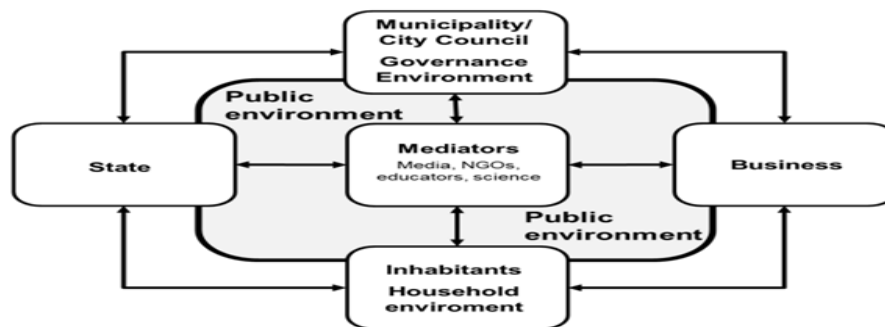 Municipality/
City Council
Governance
Environment
Public
environment
State
Mediators
Media, NGOs,
educators, science
Business
Public
environment
Inhabitants
Household
enviroment